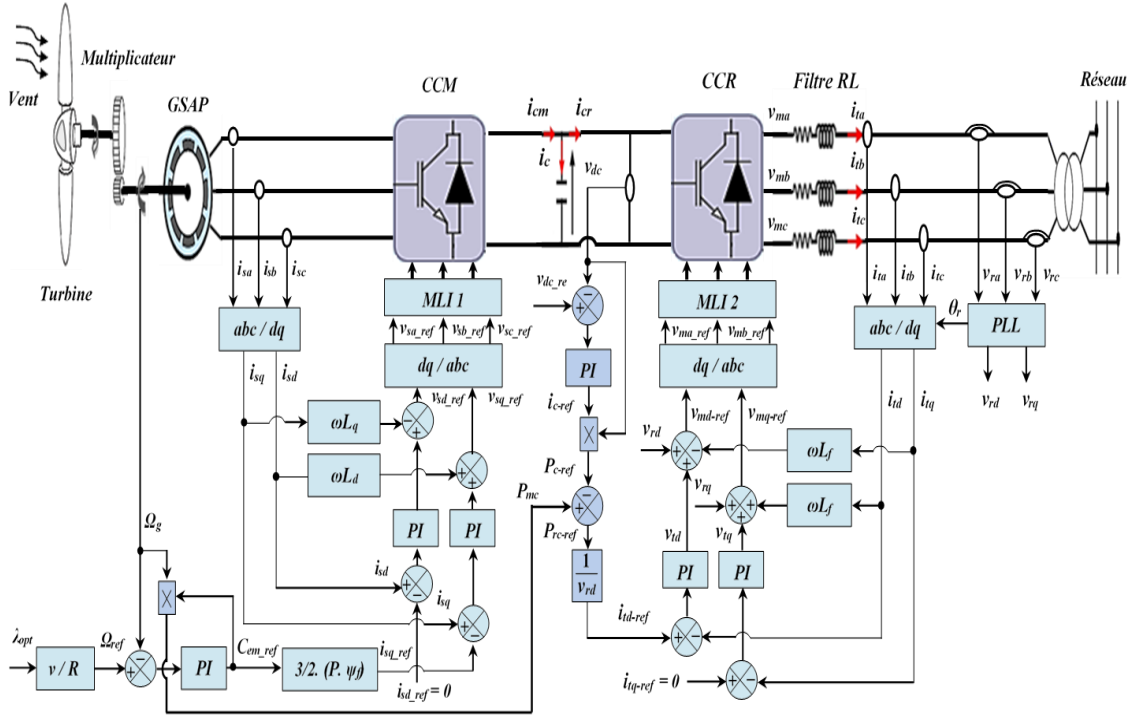 Vent
Multiplicateur
GSAP
Turbine
CCM
i_cm
i_cr
i_c
v_dc
CCR
Filtre RL
Réseau
v_ma
v_mb
v_mc
i_ta
i_tb
i_tc
i_sa
i_sb
i_sc
abc / dq
i_sq
i_sd
MLI 1
v_sa_ref
v_sb_ref
v_sc_ref
dq / abc
v_sd_ref
v_sq_ref
ωL_q
ωL_d
PI
PI
i_sd
i_sq
i_sq_ref
i_sd_ref = 0
Ω_g
×
λ_opt
v / R
Ω_ref
+
−
PI
C_em_ref
3/2. (P. ψ_f)
v_dc_re
−
PI
i_c-ref
×
P_c-ref
P_mc
−
+
P_rc-ref
1
v_rd
i_td-ref
MLI 2
v_ma_ref
v_mb_ref
dq / abc
v_md-ref
v_mq-ref
v_rd
v_rq
ωL_f
ωL_f
v_td
v_tq
PI
PI
+
−
i_tq-ref = 0
+
−
i_ta
i_tb
i_tc
v_ra
v_rb
v_rc
abc / dq
θ_r
PLL
i_td
i_tq
v_rd
v_rq